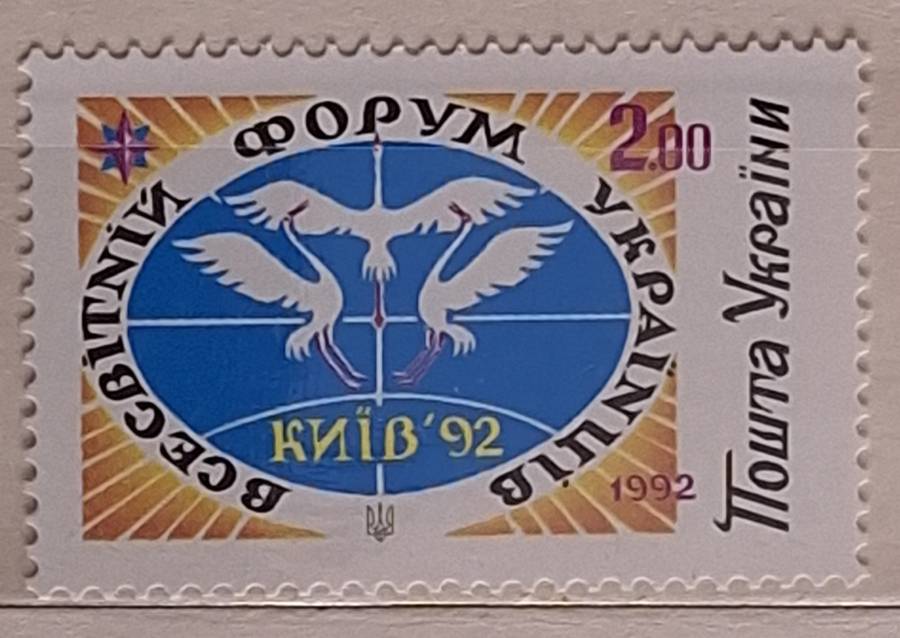 ВСЕСВІТНІЙ ФОРУМ УКРАЇНЦІВ
2.00
КИЇВ '92
1992
Пошта України